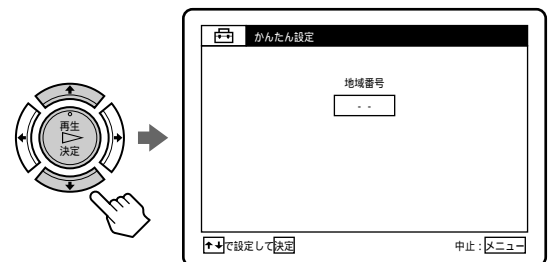 かんたん設定
地域番号
- -
再生
決定
↑↓で設定して決定
中止：メニュー